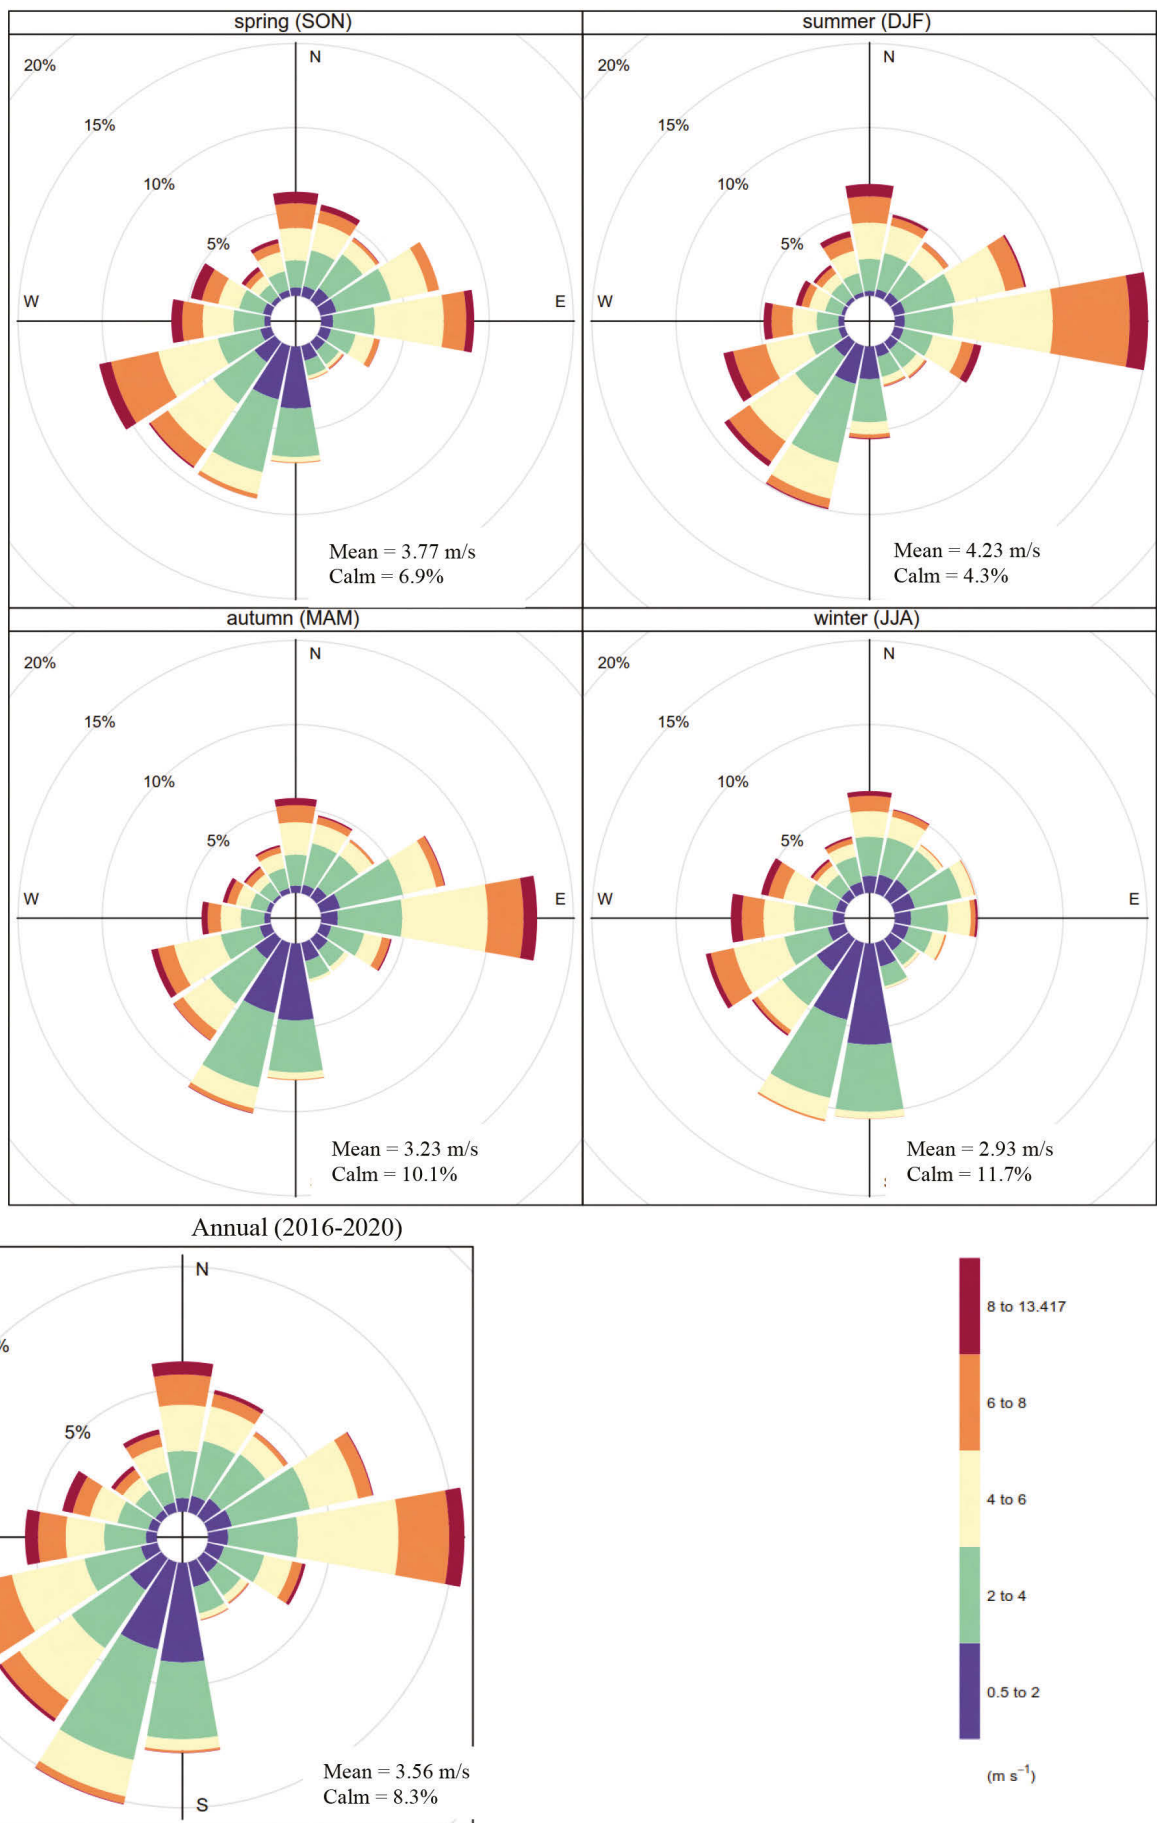 spring (SON)
summer (DJF)
20%
N
15%
10%
5%
W
E
Mean = 3.77 m/s
Calm = 6.9%
20%
N
15%
10%
5%
W
E
Mean = 4.23 m/s
Calm = 4.3%
autumn (MAM)
winter (JJA)
20%
N
15%
10%
5%
W
E
Mean = 3.23 m/s
Calm = 10.1%
20%
N
15%
10%
5%
W
E
Mean = 2.93 m/s
Calm = 11.7%
Annual (2016-2020)
N
%
5%
S
Mean = 3.56 m/s
Calm = 8.3%
8 to 13.417
6 to 8
4 to 6
2 to 4
0.5 to 2
(m s⁻¹)